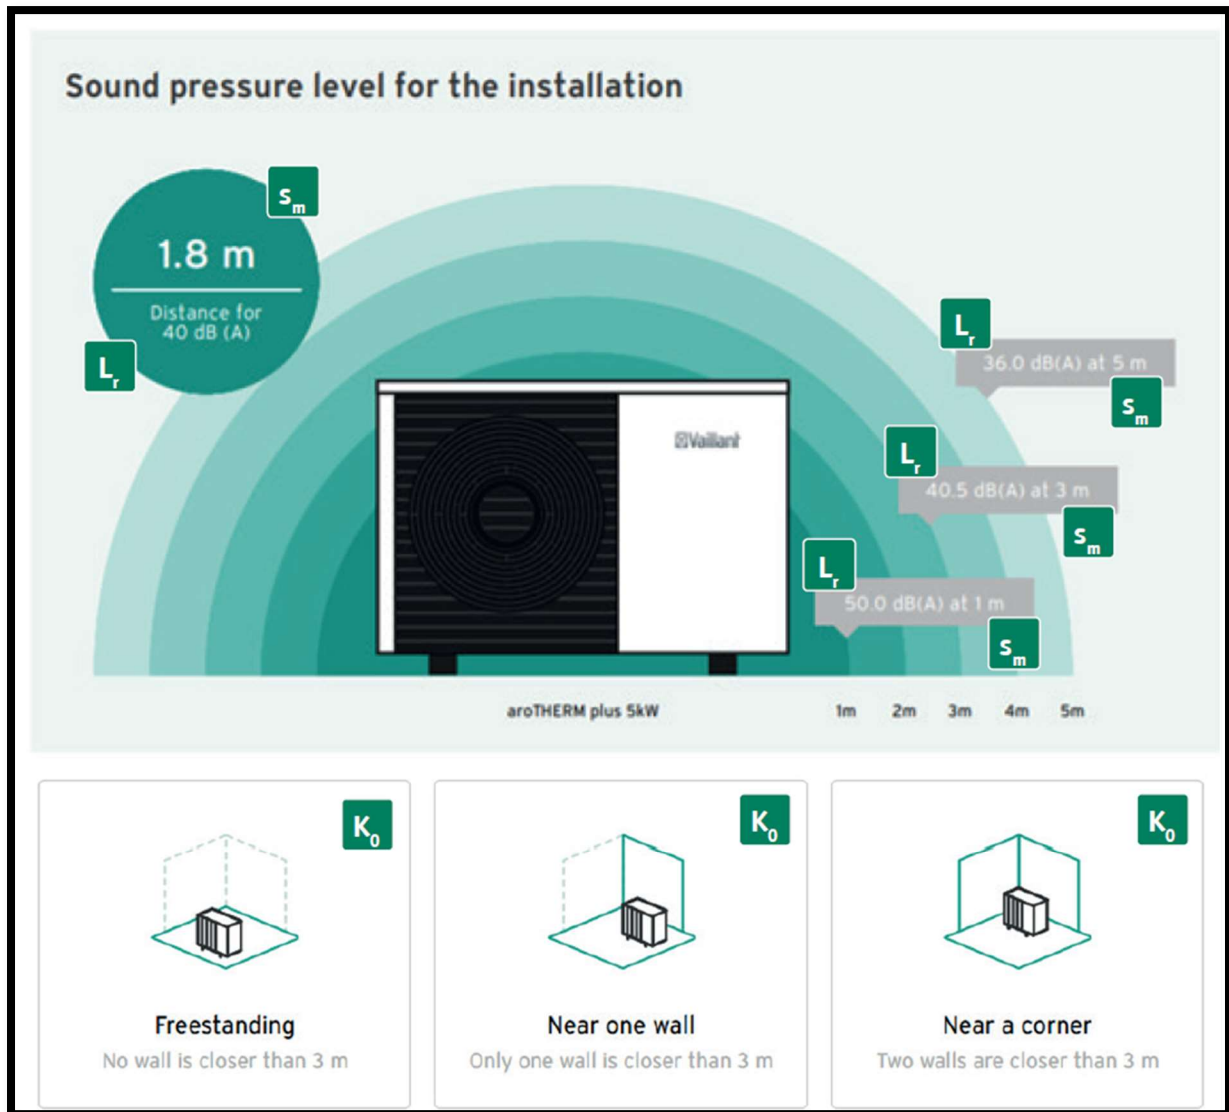 Sound pressure level for the installation
Sm
1.8 m
Distance for
40 dB (A)
Lr
Lr
36.0 dB(A) at 5 m
Sm
Lr
40.5 dB(A) at 3 m
Sm
Lr
50.0 dB(A) at 1 m
Sm
Vaillant
aroTHERM plus 5kW
1m 2m 3m 4m 5m
K0
Freestanding
No wall is closer than 3 m
K0
Near one wall
Only one wall is closer than 3 m
K0
Near a corner
Two walls are closer than 3 m